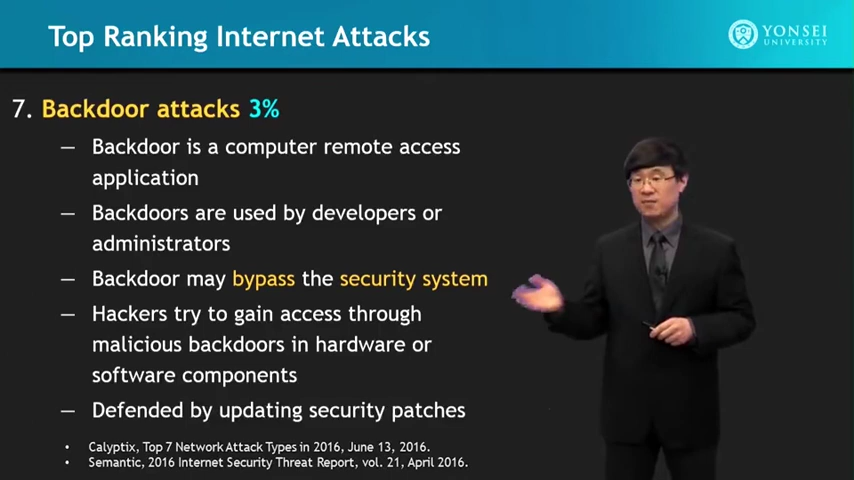 Top Ranking Internet Attacks
YONSEI
UNIVERSITY
7. Backdoor attacks 3%
— Backdoor is a computer remote access
application
— Backdoors are used by developers or
administrators
— Backdoor may bypass the security system
— Hackers try to gain access through
malicious backdoors in hardware or
software components
— Defended by updating security patches
• Calyptix, Top 7 Network Attack Types in 2016, June 13, 2016.
• Semantic, 2016 Internet Security Threat Report, vol. 21, April 2016.